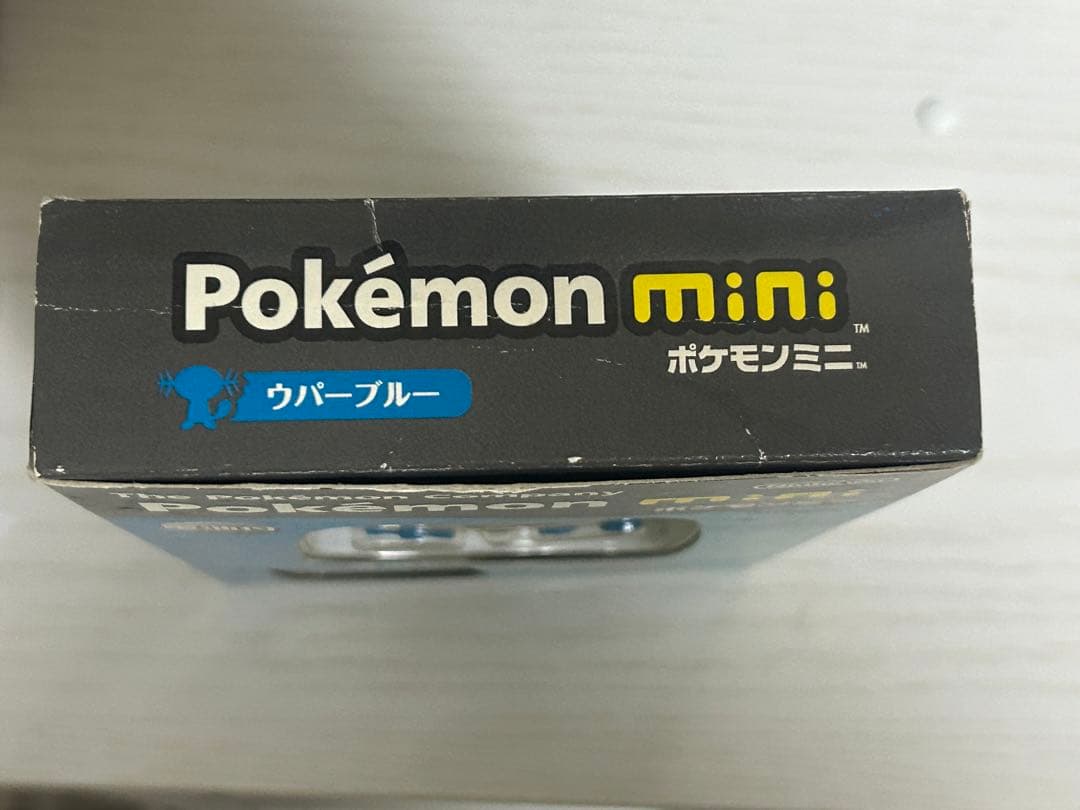 Pokémon mini™
ポケモンミニ™
ウパーブルー
The Pokémon Company
Pokémon mini